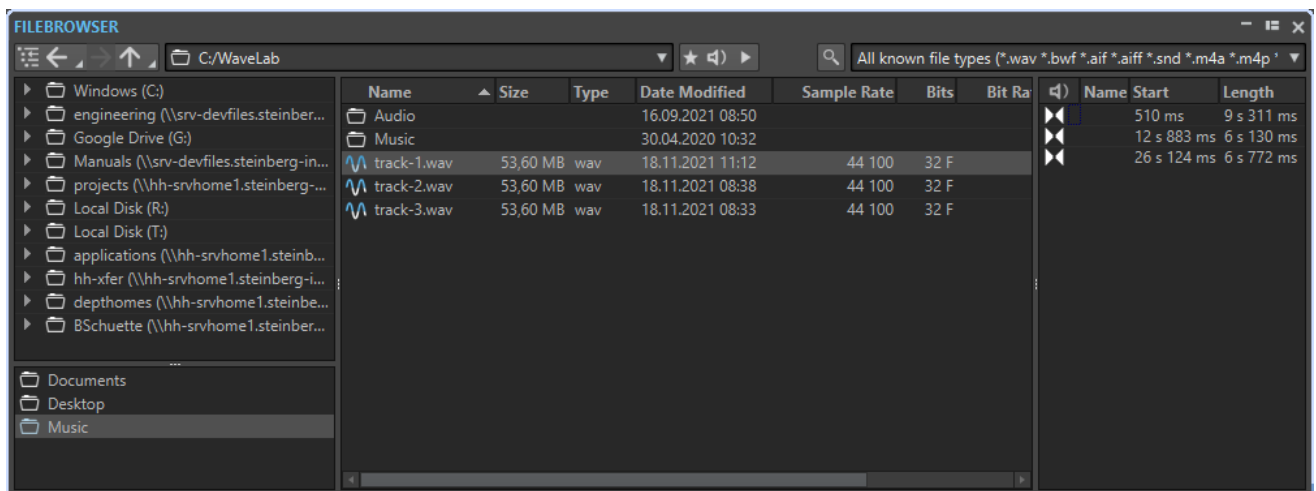 FILEBROWSER
C:/WaveLab
All known file types (*.wav *.bwf *.aif *.aiff *.snd *.m4a *.m4p *
Windows (C:)
engineering (\\srv-devfiles.steinber...
Google Drive (G:)
Manuals (\\srv-devfiles.steinberg-in...
projects (\\hh-srvhome1.steinberg-...
Local Disk (R:)
Local Disk (T:)
applications (\\hh-srvhome1.steinb...
hh-xfer (\\hh-srvhome1.steinberg-i...
depthomes (\\hh-srvhome1.steinbe...
BSchuette (\\hh-srvhome1.steinber...
Documents
Desktop
Music
Name Size Type Date Modified Sample Rate Bits Bit Ra
Audio 16.09.2021 08:50
Music 30.04.2020 10:32
track-1.wav 53,60 MB wav 18.11.2021 11:12 44 100 32 F
track-2.wav 53,60 MB wav 18.11.2021 08:38 44 100 32 F
track-3.wav 53,60 MB wav 18.11.2021 08:33 44 100 32 F
Name Start Length
510 ms 9 s 311 ms
12 s 883 ms 6 s 130 ms
26 s 124 ms 6 s 772 ms